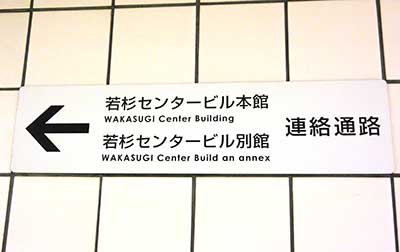 若杉センタービル本館
WAKASUGI Center Building
若杉センタービル別館
WAKASUGI Center Build an annex
連絡通路